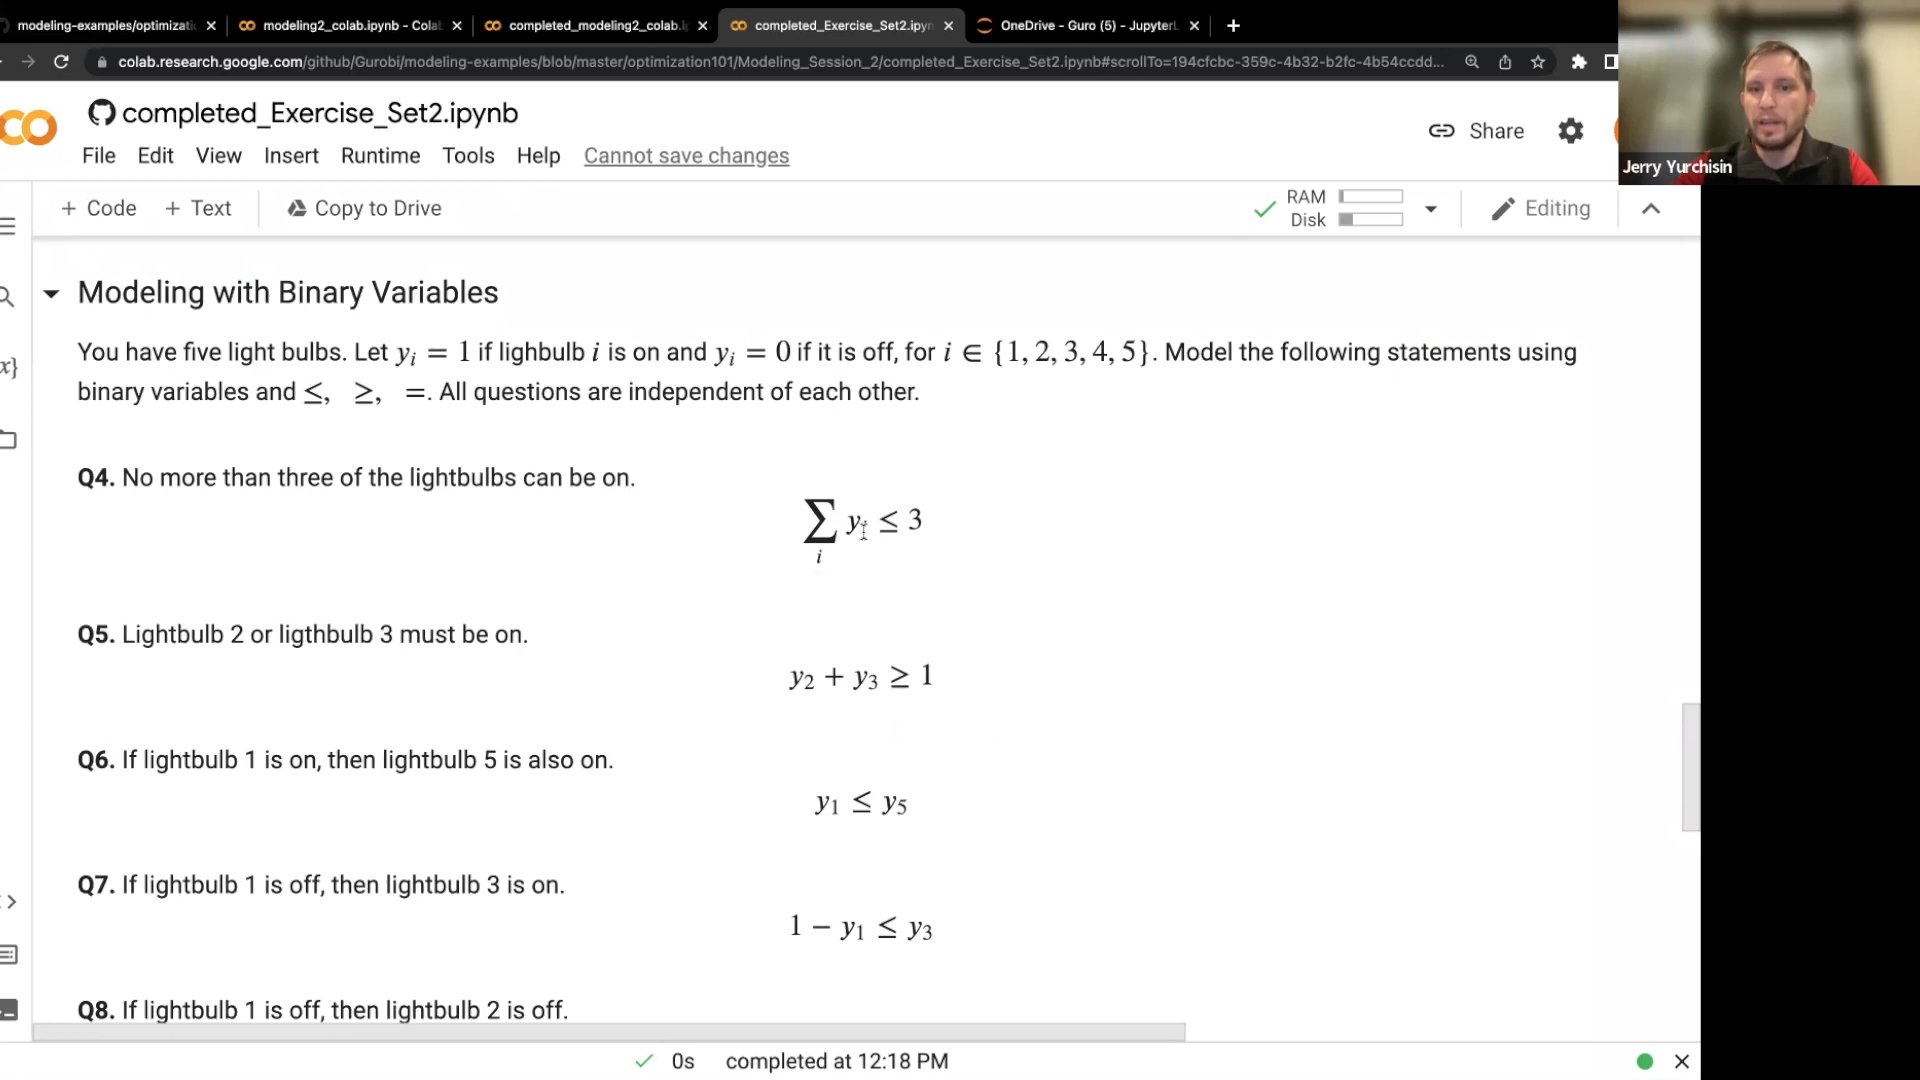 modeling-examples/optimizati
modeling2_colab.ipynb - Colab
completed_modeling2_colab.i
completed_Exercise_Set2.ipyn
OneDrive - Guro (5) - JupyterL
colab.research.google.com/github/Gurobi/modeling-examples/blob/master/optimization101/Modeling_Session_2/completed_Exercise_Set2.ipynb#scrollTo=194cfcbc-359c-4b32-b2fc-4b54ccdd...
completed_Exercise_Set2.ipynb
Share
Jerry Yurchisin
File Edit View Insert Runtime Tools Help Cannot save changes
+ Code + Text Copy to Drive
RAM
Disk
Editing
Modeling with Binary Variables
You have five light bulbs. Let yᵢ = 1 if lighbulb i is on and yᵢ = 0 if it is off, for i ∈ {1, 2, 3, 4, 5}. Model the following statements using
binary variables and ≤, ≥, =. All questions are independent of each other.
Q4. No more than three of the lightbulbs can be on.
∑ yᵢ ≤ 3
i
Q5. Lightbulb 2 or ligthbulb 3 must be on.
y₂ + y₃ ≥ 1
Q6. If lightbulb 1 is on, then lightbulb 5 is also on.
y₁ ≤ y₅
Q7. If lightbulb 1 is off, then lightbulb 3 is on.
1 − y₁ ≤ y₃
Q8. If lightbulb 1 is off, then lightbulb 2 is off.
0s completed at 12:18 PM